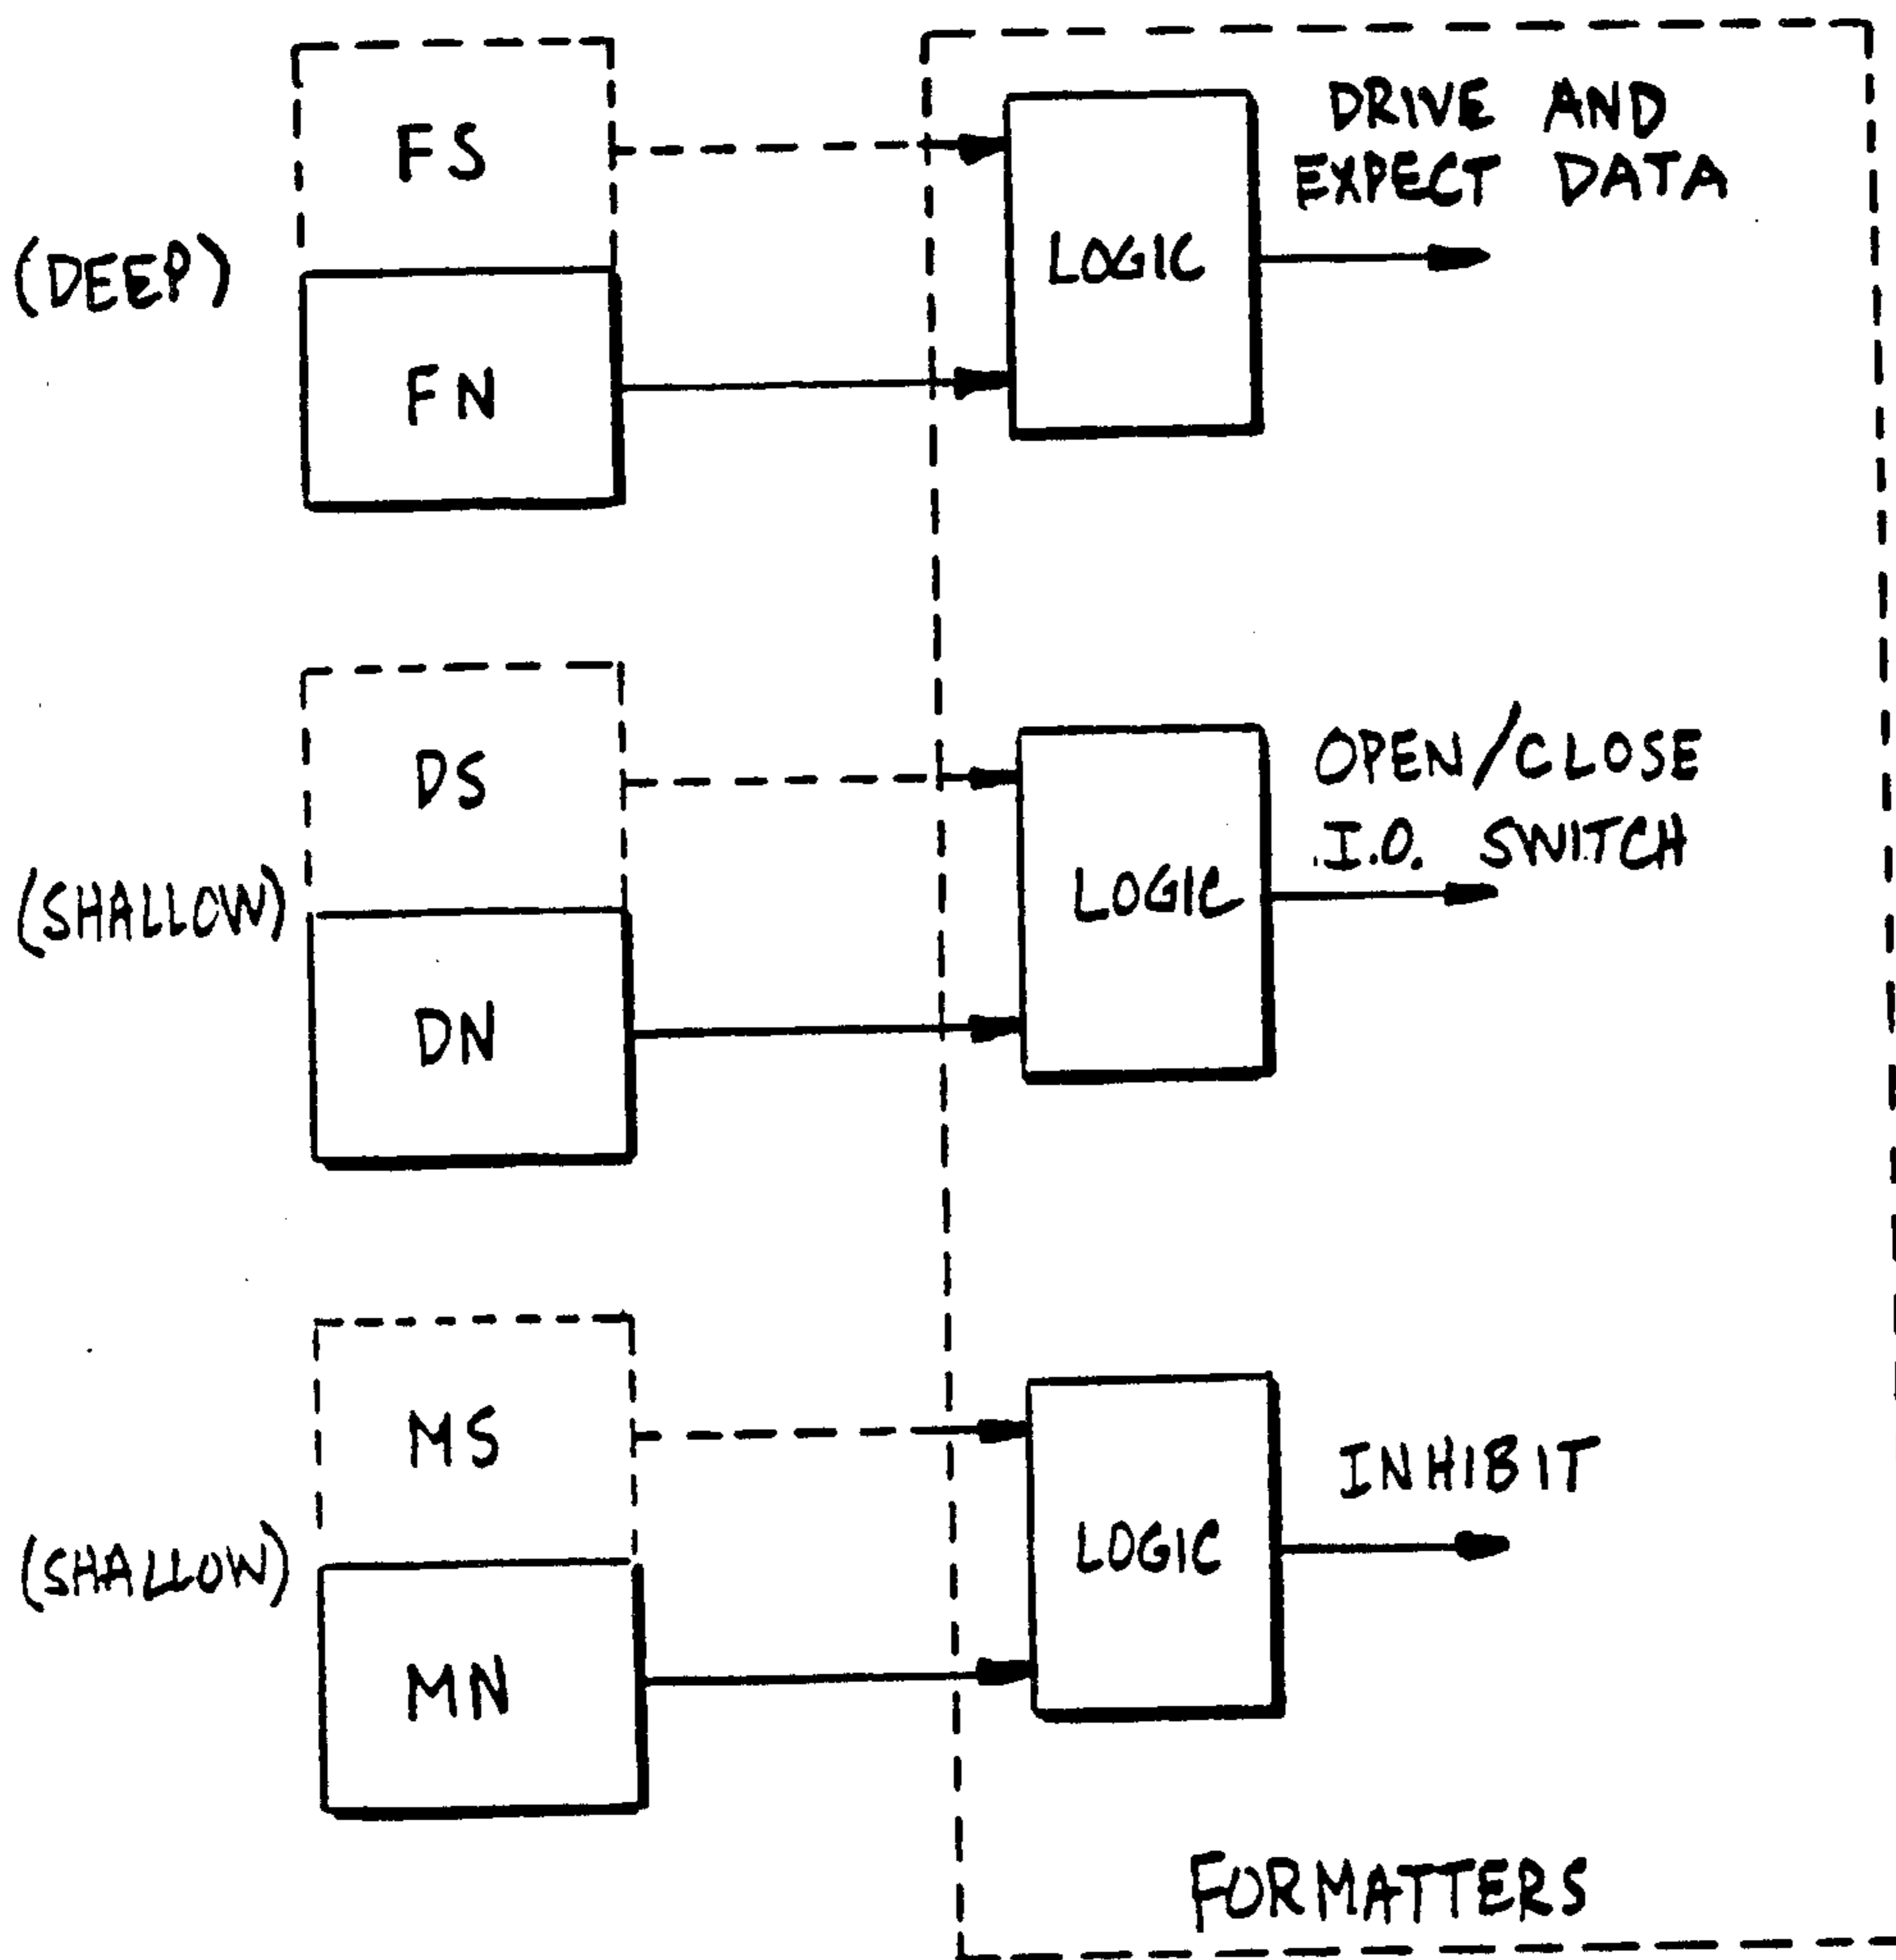 FS
DRIVE AND
EXPECT DATA
(DEEP)
LOGIC
FN
DS
OPEN/CLOSE
I.O. SWITCH
(SHALLOW)
LOGIC
DN
MS
INHIBIT
(SHALLOW)
LOGIC
MN
FORMATTERS